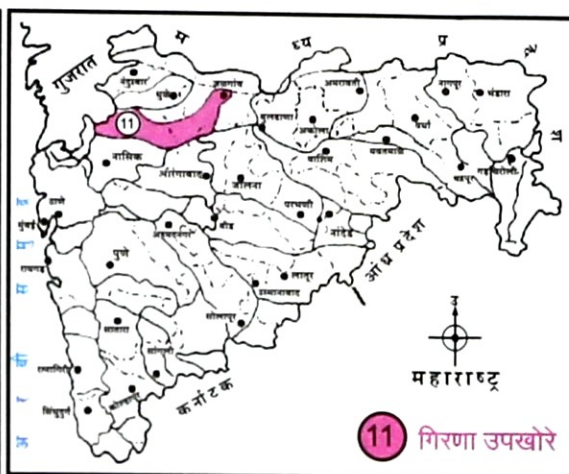 म ध्य प्र दे श
गुजरात
नंदुरबार
धुळे
जळगांव
बुलडाणा
अमरावती
अकोला
नागपूर
भंडारा
वर्धा
यवतमाळ
चंद्रपूर
गडचिरोली
वाशिम
11
नासिक
औरंगाबाद
जालना
परभणी
नांदेड
ठाणे
मुंबई
रायगड
अहमदनगर
बीड
पुणे
लातूर
उस्मानाबाद
आंध्र प्रदेश
सोलापूर
सातारा
सांगली
रत्नागिरी
कोल्हापूर
सिंधुदुर्ग
कर्नाटक
उ
महाराष्ट्र
11 गिरणा उपखोरे